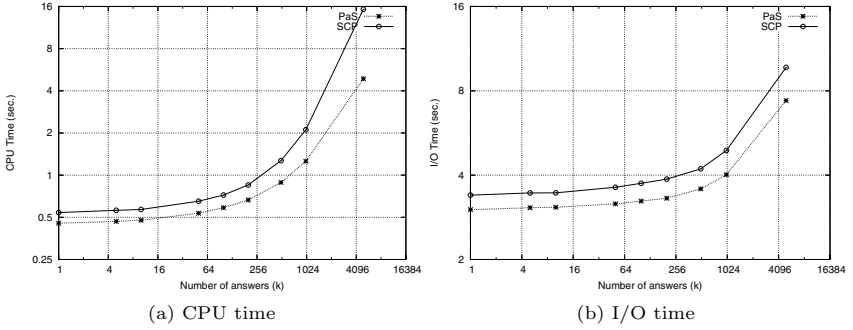 16
8
4
2
1
0.5
0.25
CPU Time (sec.)
PaS
SCP
1 4 16 64 256 1024 4096 16384
Number of answers (k)
(a) CPU time
16
8
4
2
I/O Time (sec.)
PaS
SCP
1 4 16 64 256 1024 4096 16384
Number of answers (k)
(b) I/O time